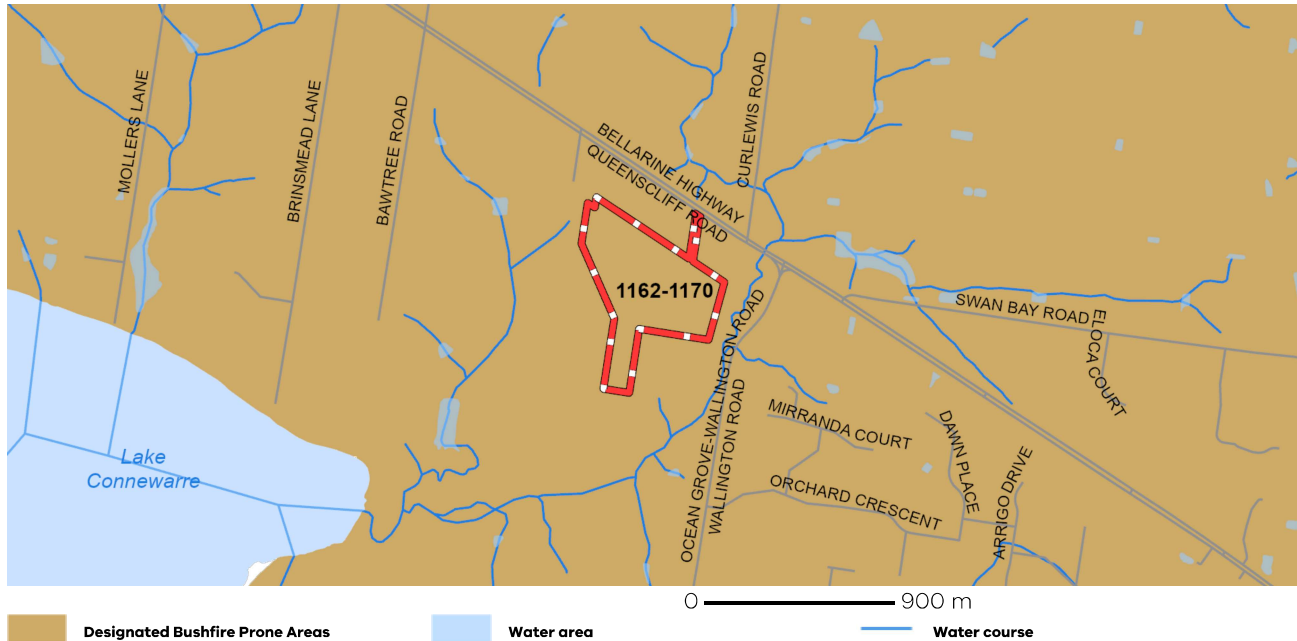 MOLLERS LANE
BRINSMEAD LANE
BAWTREE ROAD
BELLARINE HIGHWAY
QUEENSCLIFF ROAD
CURLEWIS ROAD
1162-1170
SWAN BAY ROAD
ELOCA COURT
OCEAN GROVE-WALLINGTON ROAD
WALLINGTON ROAD
MIRRANDA COURT
DAWN PLACE
ORCHARD CRESCENT
ARRIGO DRIVE
Lake
Connewarre
0 900 m
Designated Bushfire Prone Areas
Water area
Water course